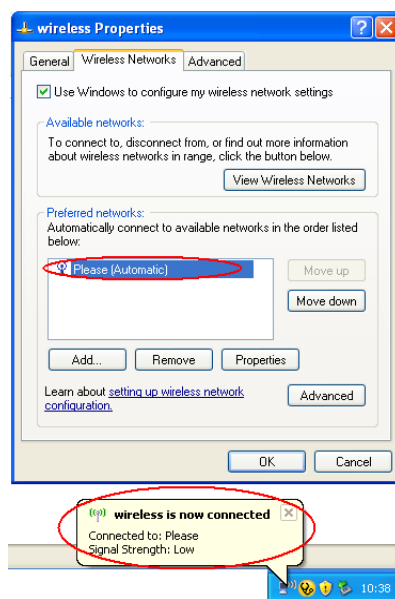 wireless Properties
General Wireless Networks Advanced
Use Windows to configure my wireless network settings
Available networks:
To connect to, disconnect from, or find out more information
about wireless networks in range, click the button below.
View Wireless Networks
Preferred networks:
Automatically connect to available networks in the order listed
below:
Please (Automatic)
Move up
Move down
Add... Remove Properties
Learn about setting up wireless network
configuration.
Advanced
OK Cancel
wireless is now connected
Connected to: Please
Signal Strength: Low
10:38